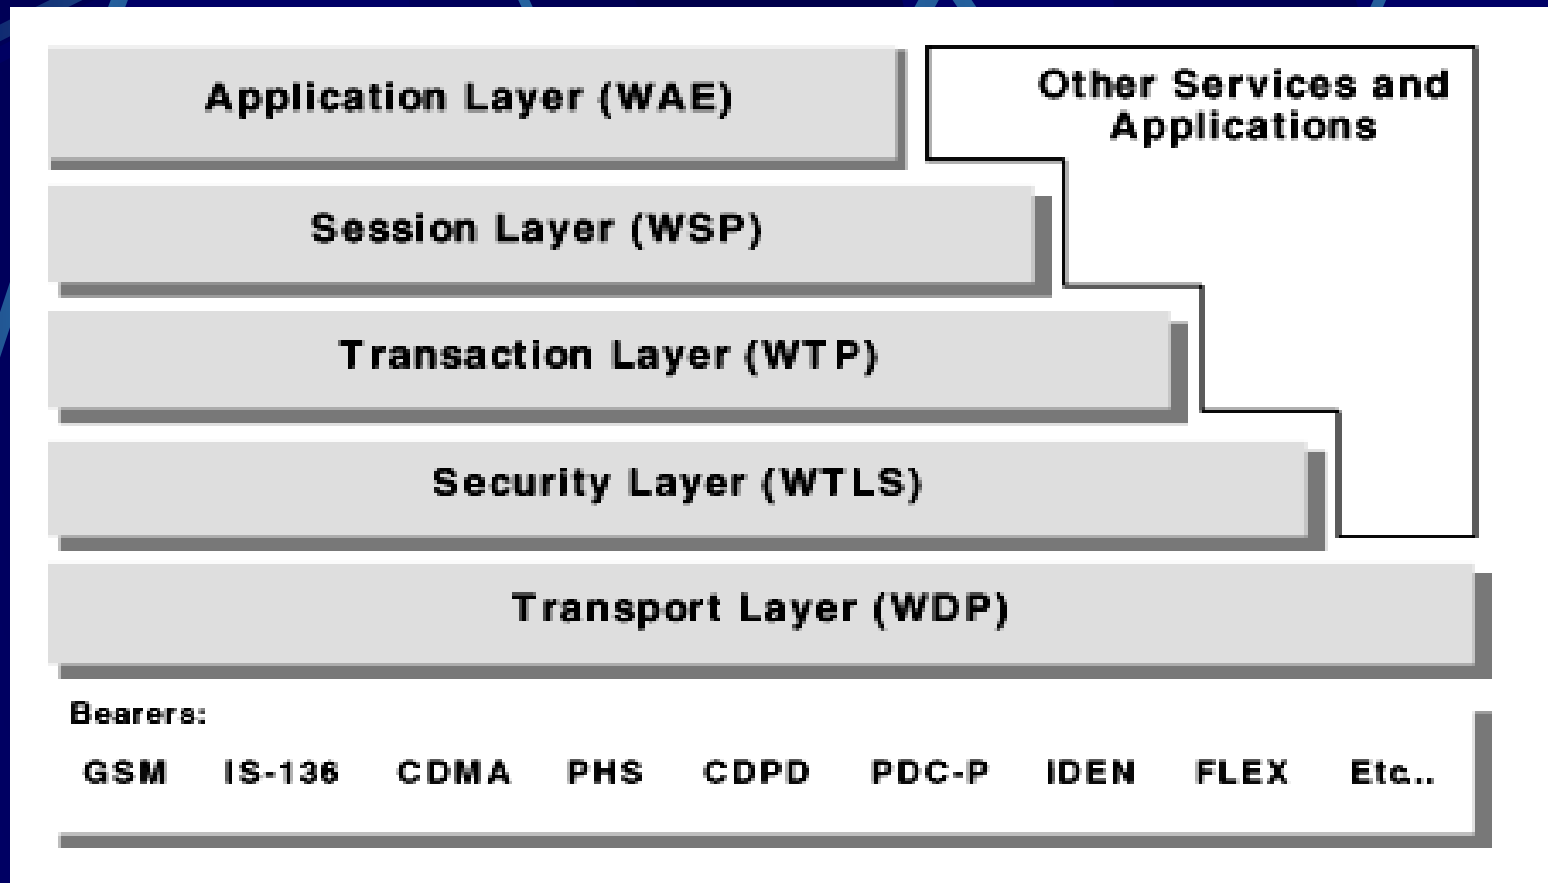 Application Layer (WAE)
Other Services and
Applications
Session Layer (WSP)
Transaction Layer (WTP)
Security Layer (WTLS)
Transport Layer (WDP)
Bearers:
GSM IS-136 CDMA PHS CDPD PDC-P IDEN FLEX Etc...